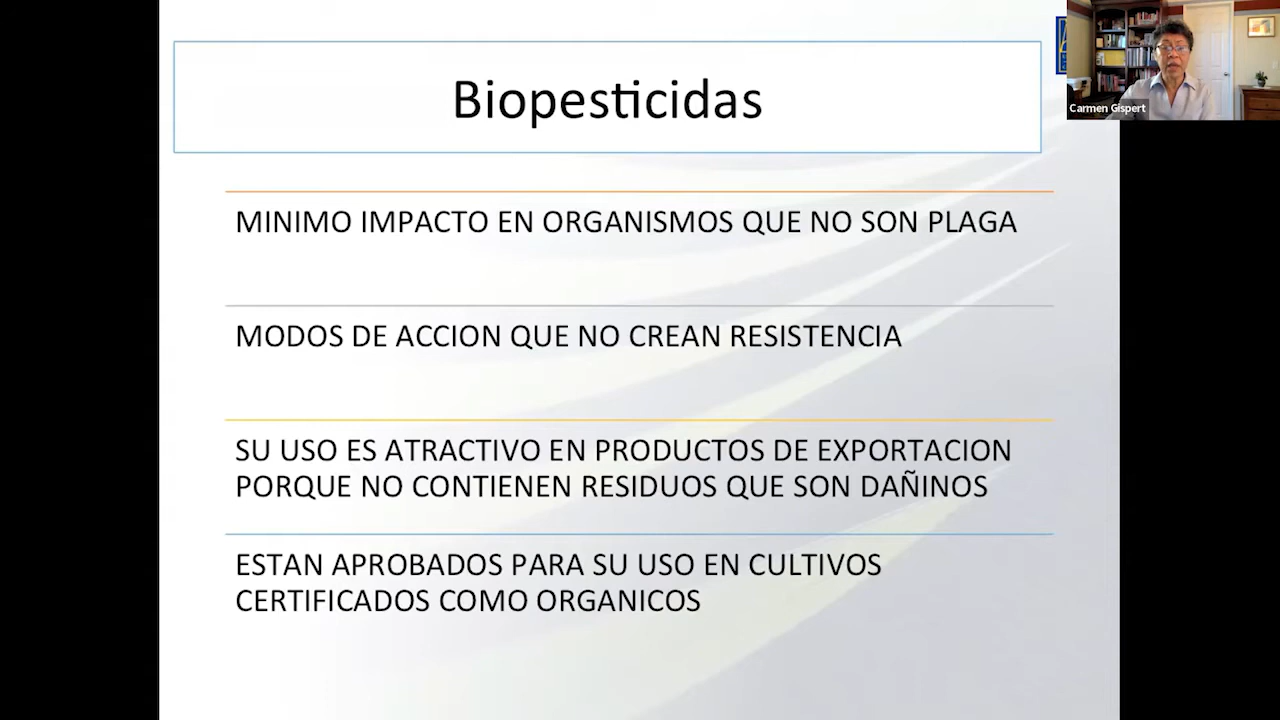 Biopesticidas
Carmen Gispert
MINIMO IMPACTO EN ORGANISMOS QUE NO SON PLAGA
MODOS DE ACCION QUE NO CREAN RESISTENCIA
SU USO ES ATRACTIVO EN PRODUCTOS DE EXPORTACION
PORQUE NO CONTIENEN RESIDUOS QUE SON DAÑINOS
ESTAN APROBADOS PARA SU USO EN CULTIVOS
CERTIFICADOS COMO ORGANICOS